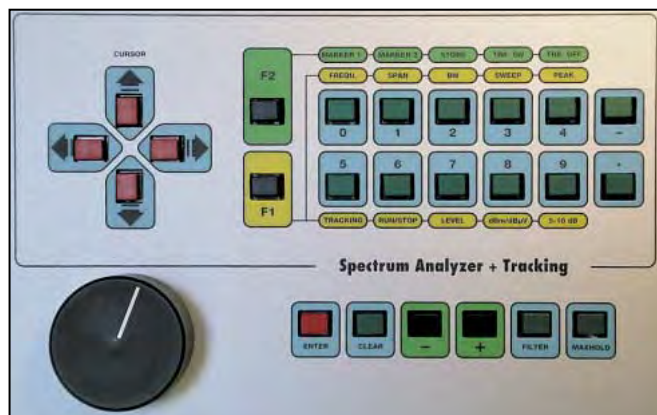 CURSOR
F2
MARKER 1 MARKER 2 STORE TRK. ON TRK. OFF
FREQU. SPAN BW SWEEP PEAK
0 1 2 3 4 -
5 6 7 8 9 +
F1
TRACKING RUN/STOP LEVEL dBm/dBµV 5-10 dB
Spectrum Analyzer + Tracking
- +
ENTER CLEAR FILTER MAXHOLD